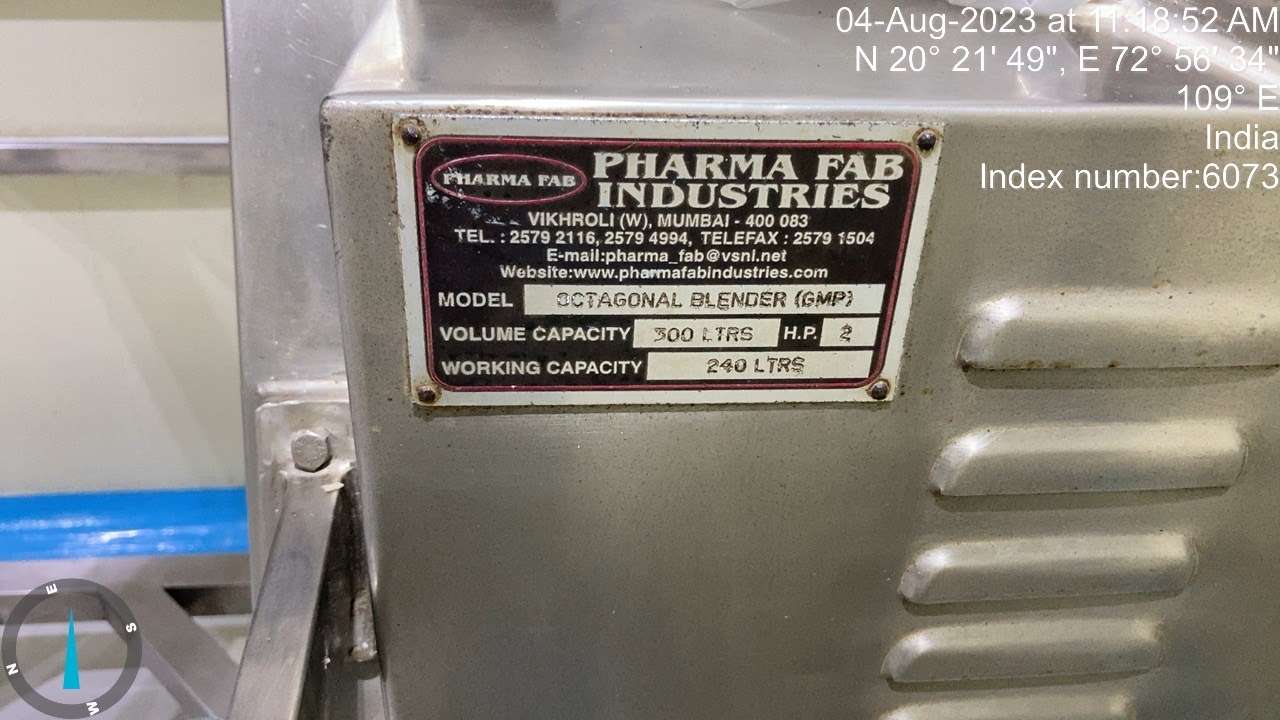 04-Aug-2023 at 11:18:52 AM
N 20° 21' 49", E 72° 56' 34"
109° E
India
Index number:6073
PHARMA FAB
PHARMA FAB
INDUSTRIES
VIKHROLI (W), MUMBAI - 400 083
TEL. : 2579 2116, 2579 4994, TELEFAX : 2579 1504
E-mail:pharma_fab@vsnl.net
Website:www.pharmafabindustries.com
MODEL OCTAGONAL BLENDER (GMP)
VOLUME CAPACITY 300 LTRS H.P. 2
WORKING CAPACITY 240 LTRS
E
S
N
W